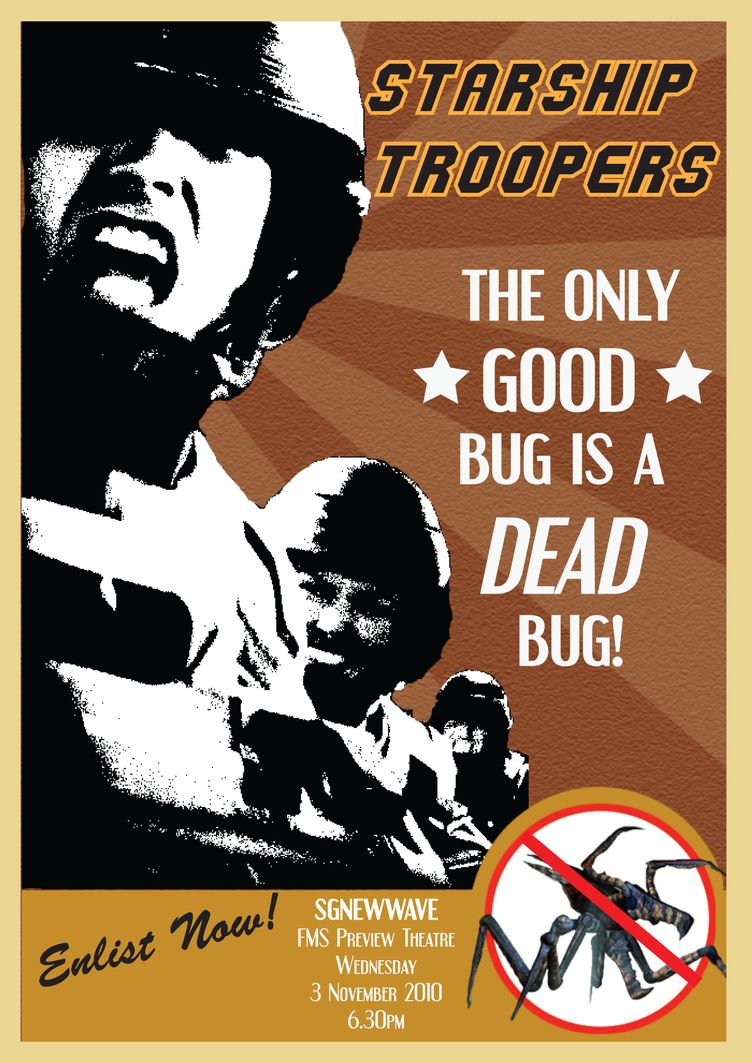 STARSHIP
TROOPERS
THE ONLY
GOOD
BUG IS A
DEAD
BUG!
Enlist Now!
SGNEWWAVE
FMS Preview Theatre
Wednesday
3 November 2010
6.30PM